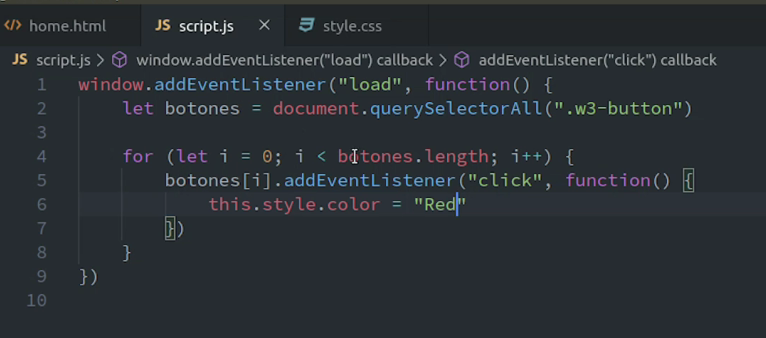 home.html JS script.js × style.css
JS script.js > window.addEventListener("load") callback > addEventListener("click") callback
1 window.addEventListener("load", function() {
2 let botones = document.querySelectorAll(".w3-button")
3
4 for (let i = 0; i < botones.length; i++) {
5 botones[i].addEventListener("click", function() {
6 this.style.color = "Red"
7 })
8 }
9 })
10